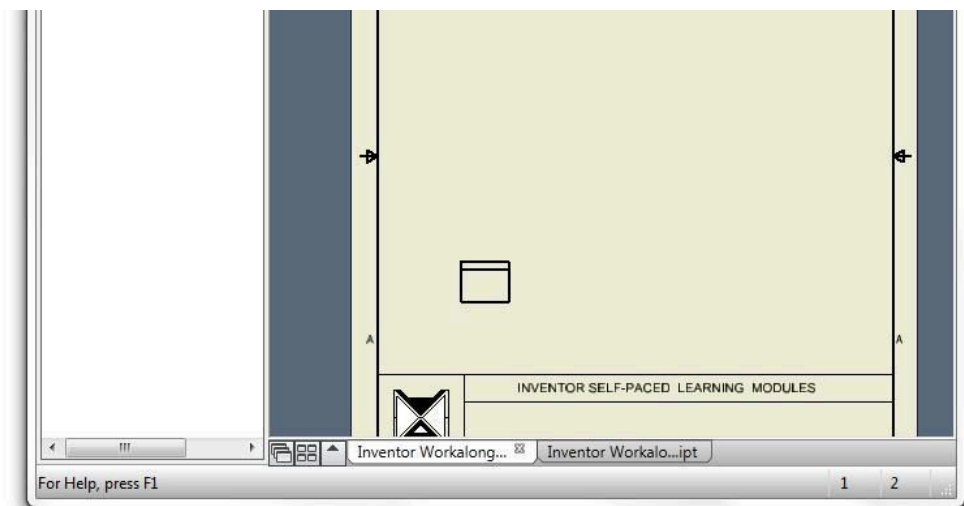 A A
INVENTOR SELF-PACED LEARNING MODULES
Inventor Workalong... Inventor Workalo...ipt
For Help, press F1 1 2